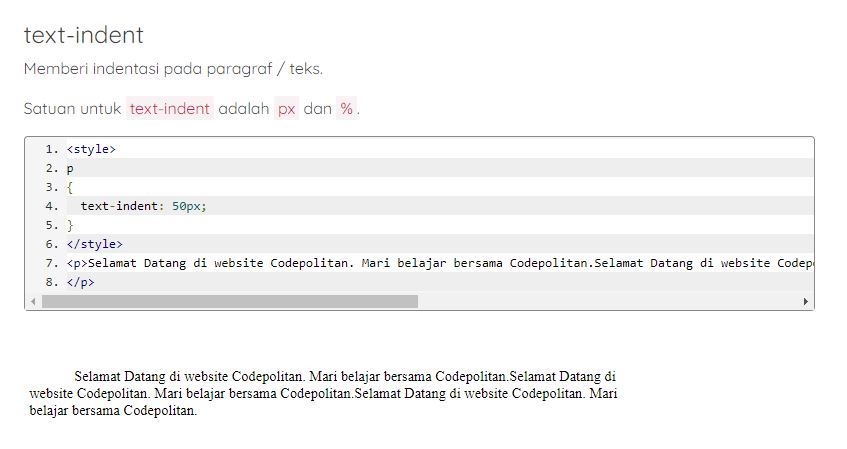 text-indent
Memberi indentasi pada paragraf / teks.
Satuan untuk text-indent adalah px dan % .
1. <style>
2. p
3. {
4.   text-indent: 50px;
5. }
6. </style>
7. <p>Selamat Datang di website Codepolitan. Mari belajar bersama Codepolitan.Selamat Datang di website Codep
8. </p>
Selamat Datang di website Codepolitan. Mari belajar bersama Codepolitan.Selamat Datang di
website Codepolitan. Mari belajar bersama Codepolitan.Selamat Datang di website Codepolitan. Mari
belajar bersama Codepolitan.